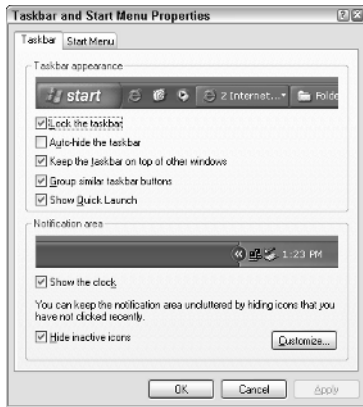 Taskbar and Start Menu Properties
Taskbar Start Menu
Taskbar appearance
start 2 Internet... Folde
Lock the taskbar
Auto-hide the taskbar
Keep the taskbar on top of other windows
Group similar taskbar buttons
Show Quick Launch
Notification area
1:23 PM
Show the clock
You can keep the notification area uncluttered by hiding icons that you
have not clicked recently.
Hide inactive icons
Customize...
OK Cancel Apply